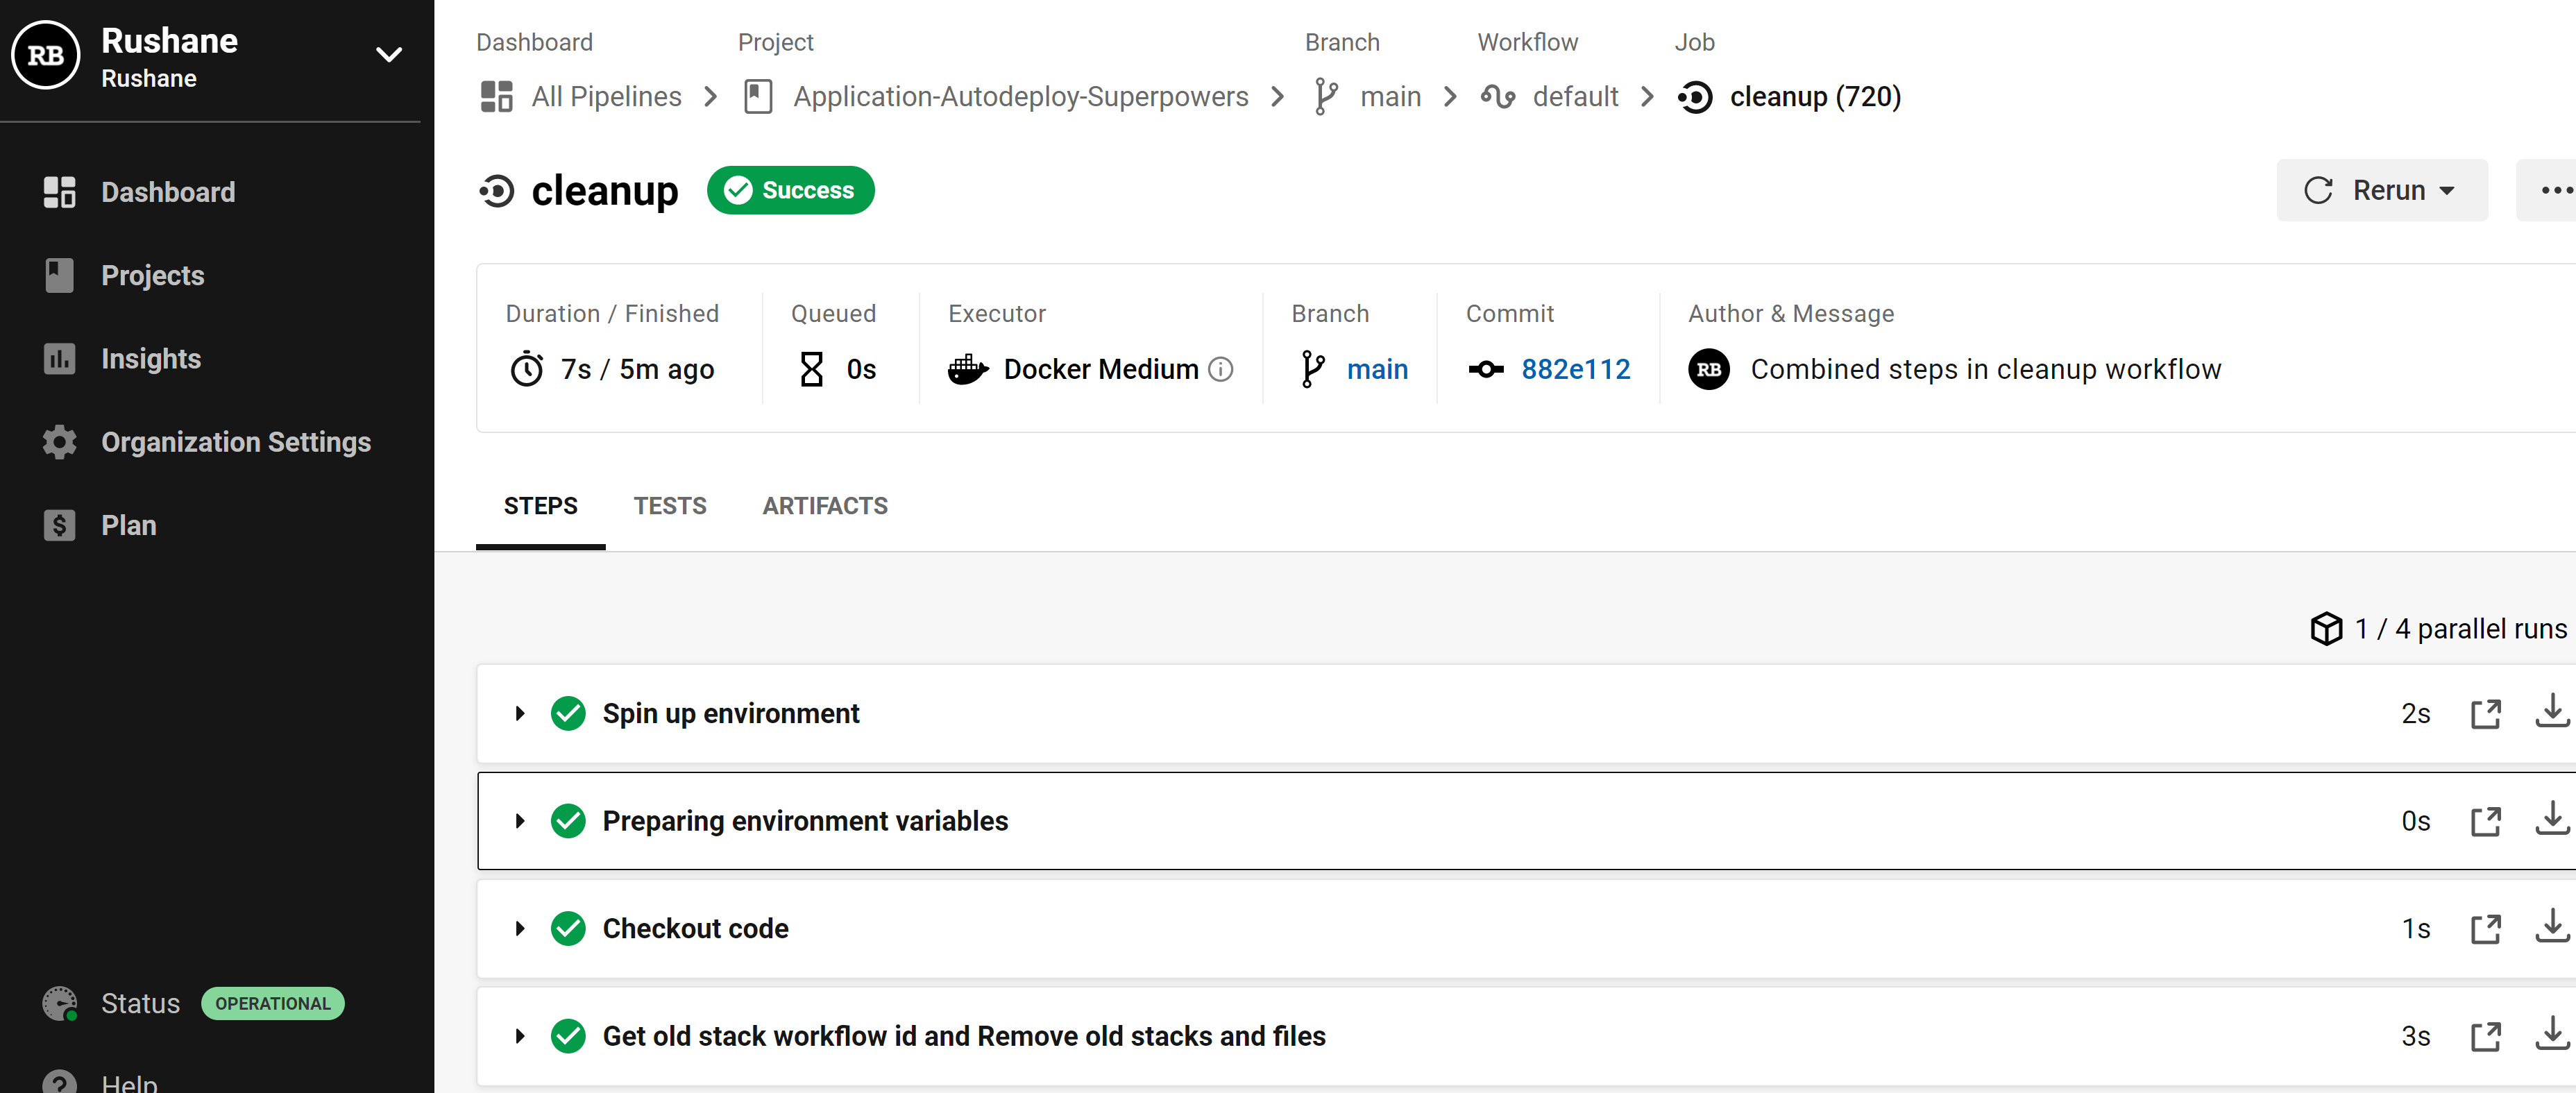 RB
Rushane
Rushane
Dashboard
Projects
Insights
Organization Settings
Plan
Status OPERATIONAL
Help
Dashboard Project Branch Workflow Job
All Pipelines Application-Autodeploy-Superpowers main default cleanup (720)
cleanup Success Rerun
Duration / Finished Queued Executor Branch Commit Author & Message
7s / 5m ago 0s Docker Medium main 882e112 RB Combined steps in cleanup workflow
STEPS TESTS ARTIFACTS
1 / 4 parallel runs
Spin up environment 2s
Preparing environment variables 0s
Checkout code 1s
Get old stack workflow id and Remove old stacks and files 3s